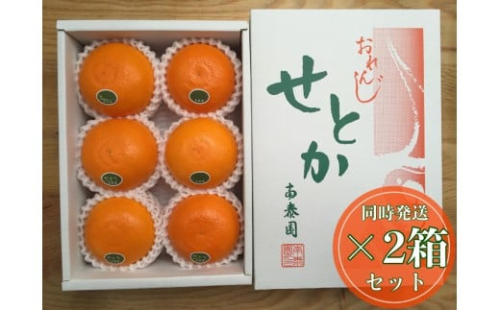 おれんじ
せとか
南泰園
同時発送
×2箱
セット